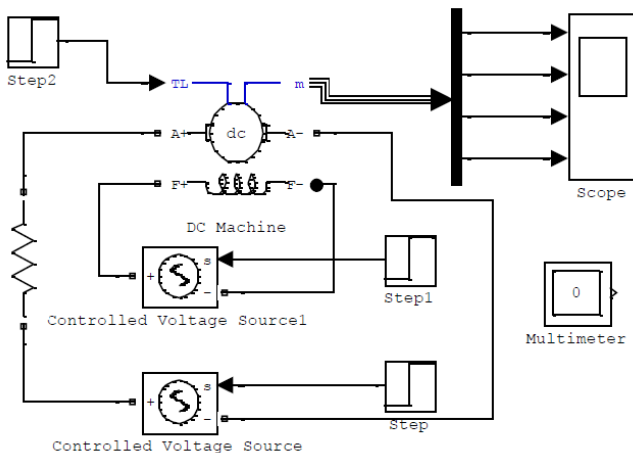 Step2
TL
m
A+
dc
A-
F+
F-
DC Machine
Scope
s
+
-
Step1
Controlled Voltage Source1
0
Multimeter
s
+
-
Step
Controlled Voltage Source